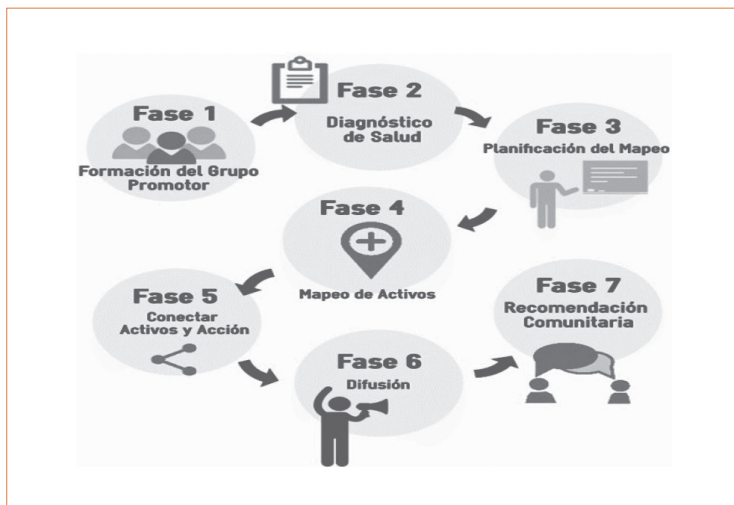 Fase 1
Formación del Grupo
Promotor
Fase 2
Diagnóstico
de Salud
Fase 3
Planificación del Mapeo
Fase 4
Mapeo de Activos
Fase 5
Conectar
Activos y Acción
Fase 6
Difusión
Fase 7
Recomendación
Comunitaria